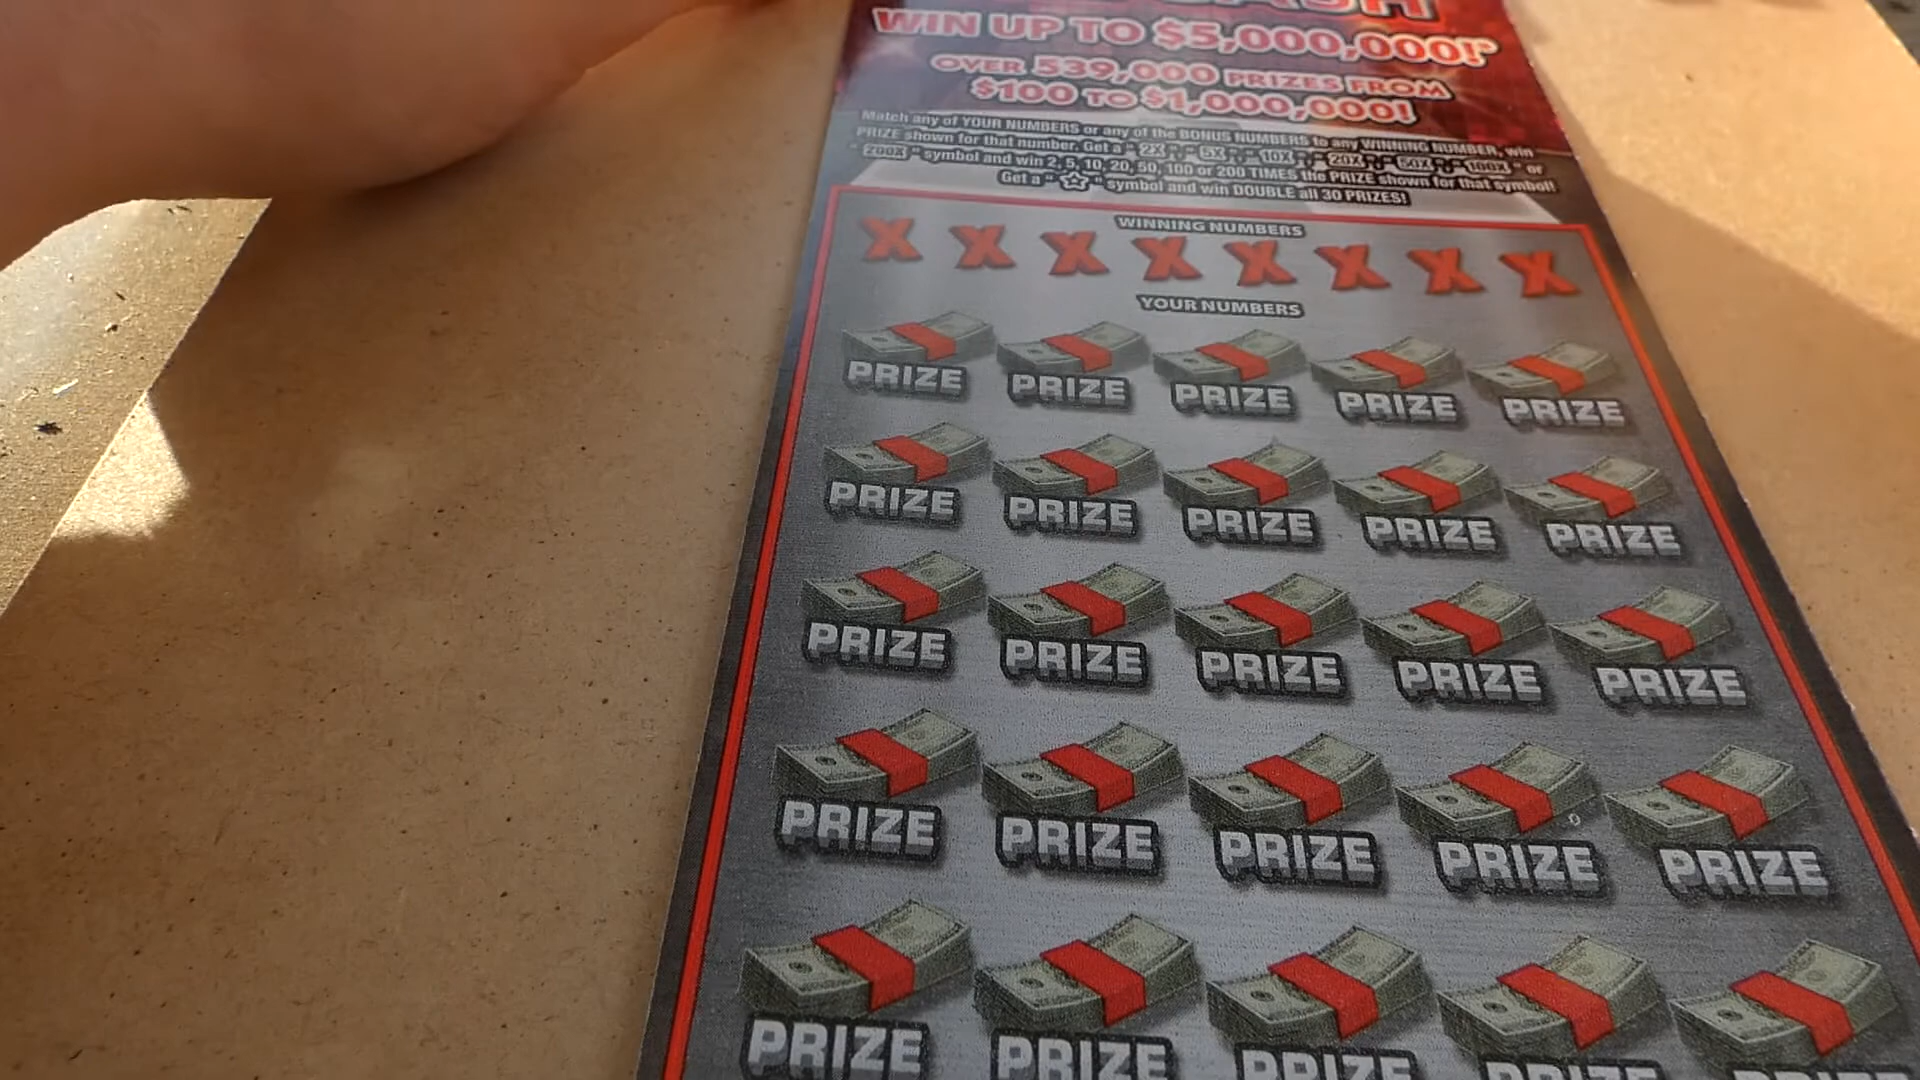 CASH
WIN UP TO $5,000,000!*
OVER 539,000 PRIZES FROM
$100 TO $1,000,000!
Match any of YOUR NUMBERS or any of the BONUS NUMBERS to any WINNING NUMBER, win
PRIZE shown for that number. Get a "2X", "5X", "10X", "20X", "50X", "100X" or
"200X" symbol and win 2, 5, 10, 20, 50, 100 or 200 TIMES the PRIZE shown for that symbol!
Get a "☆" symbol and win DOUBLE all 30 PRIZES!
WINNING NUMBERS
X X X X X X X X
YOUR NUMBERS
PRIZE PRIZE PRIZE PRIZE PRIZE
PRIZE PRIZE PRIZE PRIZE PRIZE
PRIZE PRIZE PRIZE PRIZE PRIZE
PRIZE PRIZE PRIZE PRIZE PRIZE
PRIZE PRIZE PRIZE PRIZE PRIZE